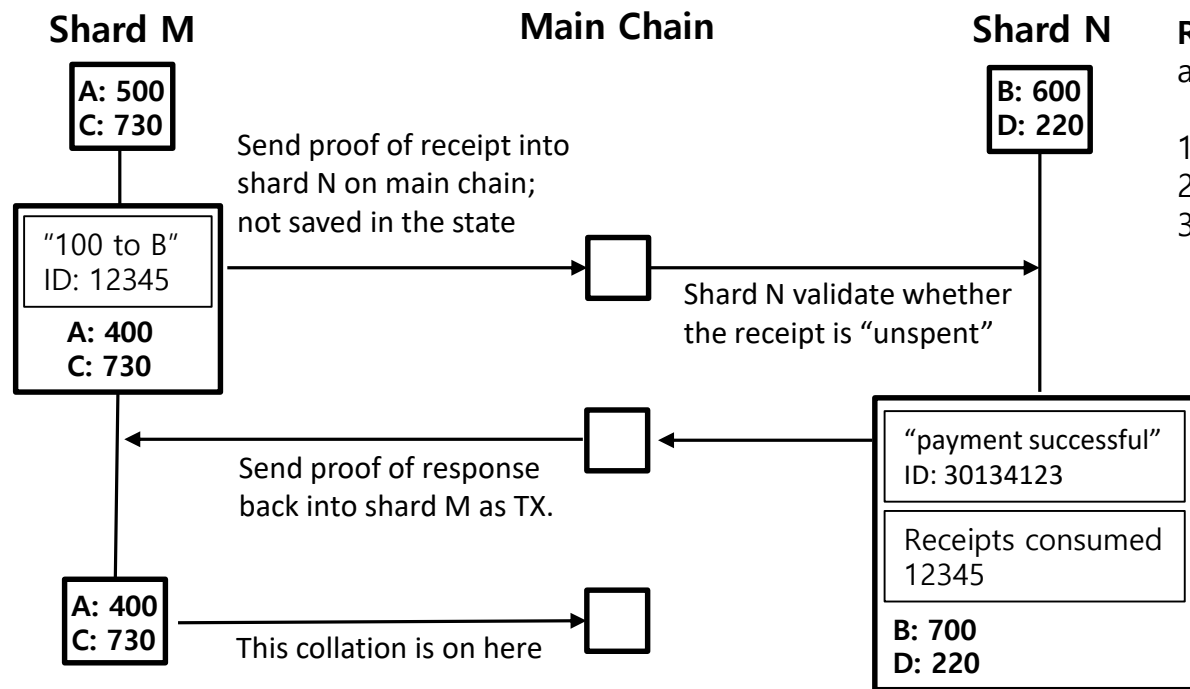 Shard M
Main Chain
Shard N
R
a
1
2
3
A: 500
C: 730
B: 600
D: 220
Send proof of receipt into
shard N on main chain;
not saved in the state
"100 to B"
ID: 12345
A: 400
C: 730
Shard N validate whether
the receipt is “unspent”
“payment successful”
ID: 30134123
Receipts consumed
12345
B: 700
D: 220
Send proof of response
back into shard M as TX.
A: 400
C: 730
This collation is on here